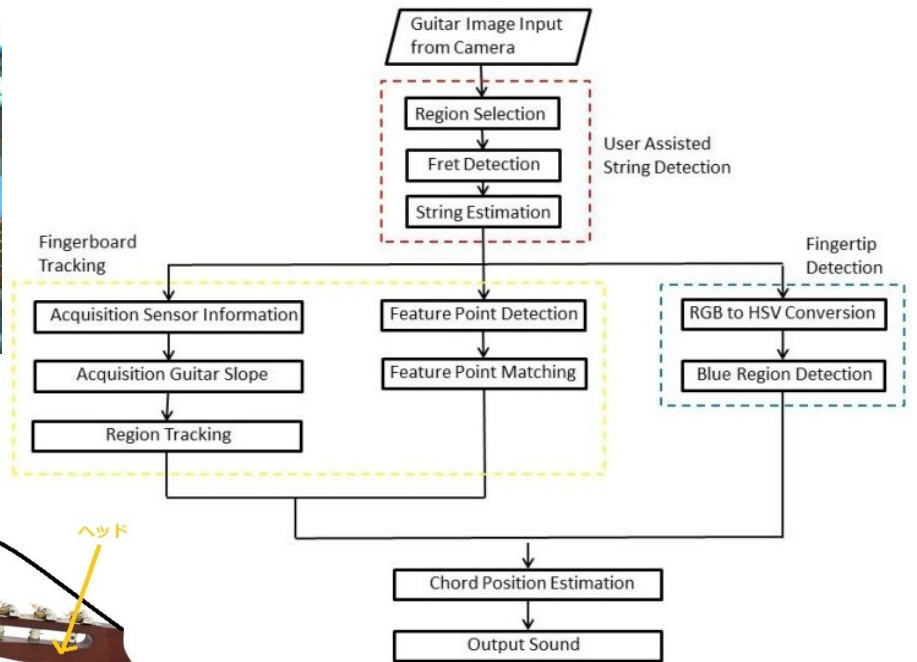 Guitar Image Input
from Camera
Region Selection
Fret Detection
String Estimation
User Assisted
String Detection
Fingerboard
Tracking
Fingertip
Detection
Acquisition Sensor Information
Acquisition Guitar Slope
Region Tracking
Feature Point Detection
Feature Point Matching
RGB to HSV Conversion
Blue Region Detection
ヘッド
Chord Position Estimation
Output Sound